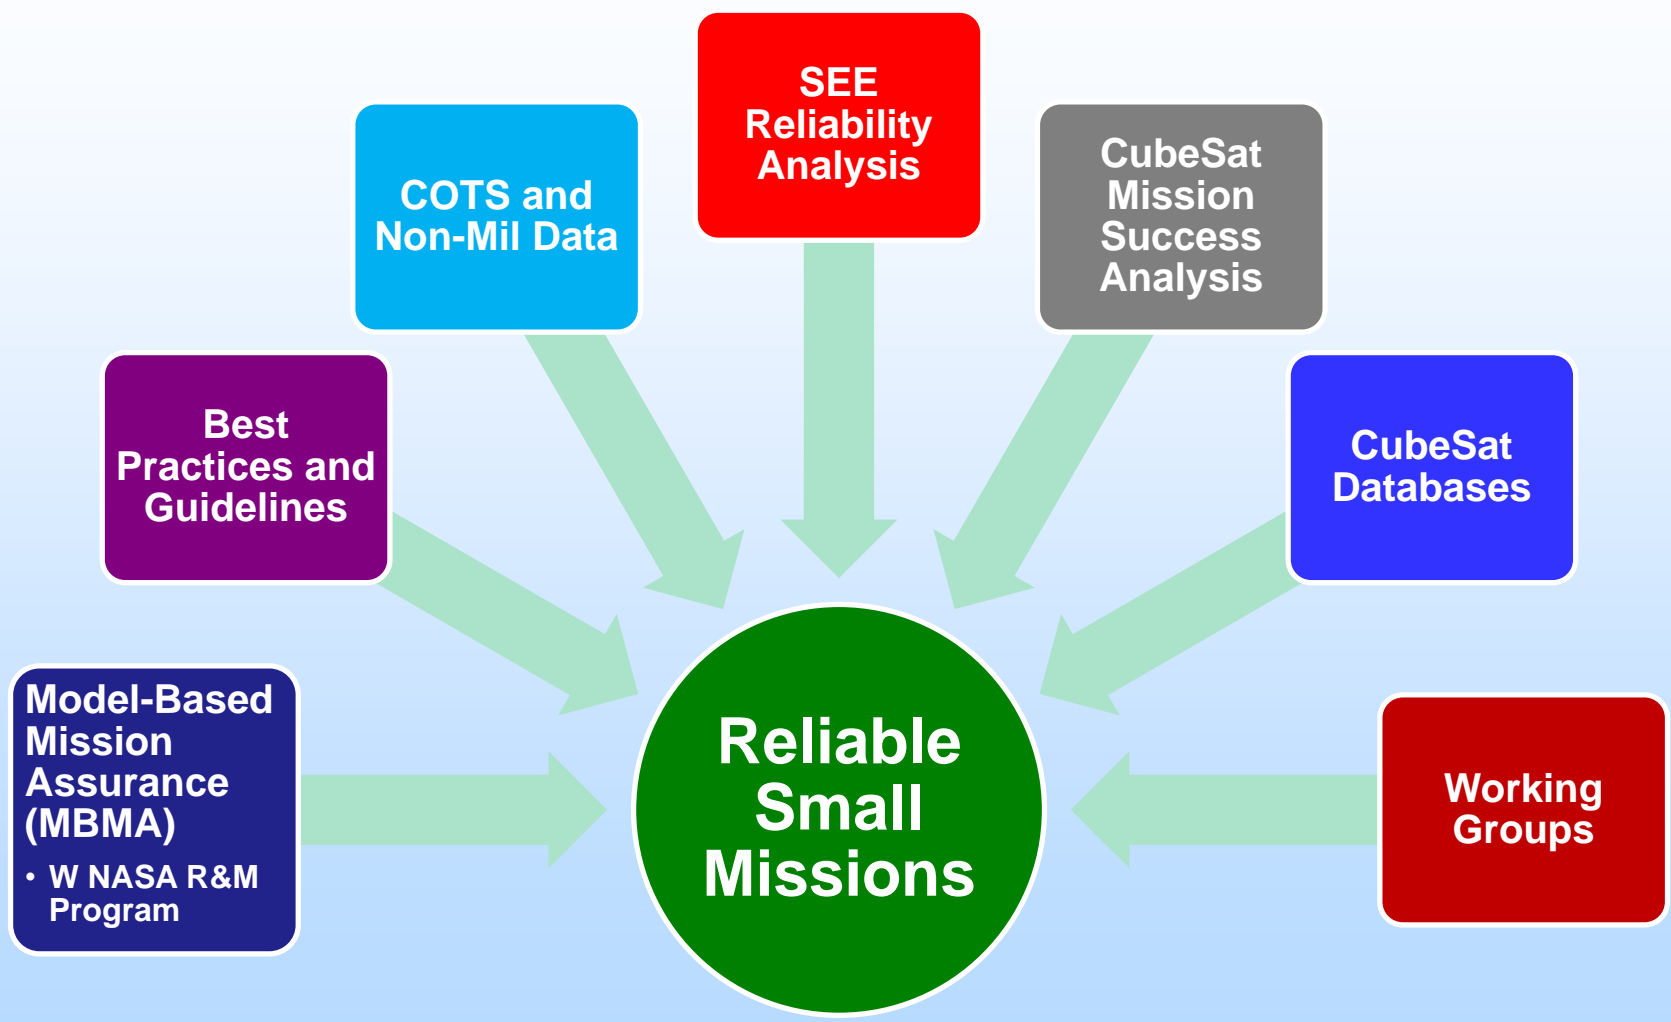 SEE
Reliability
Analysis
COTS and
Non-Mil Data
CubeSat
Mission
Success
Analysis
Best
Practices and
Guidelines
CubeSat
Databases
Model-Based
Mission
Assurance
(MBMA)
• W NASA R&M
Program
Reliable
Small
Missions
Working
Groups